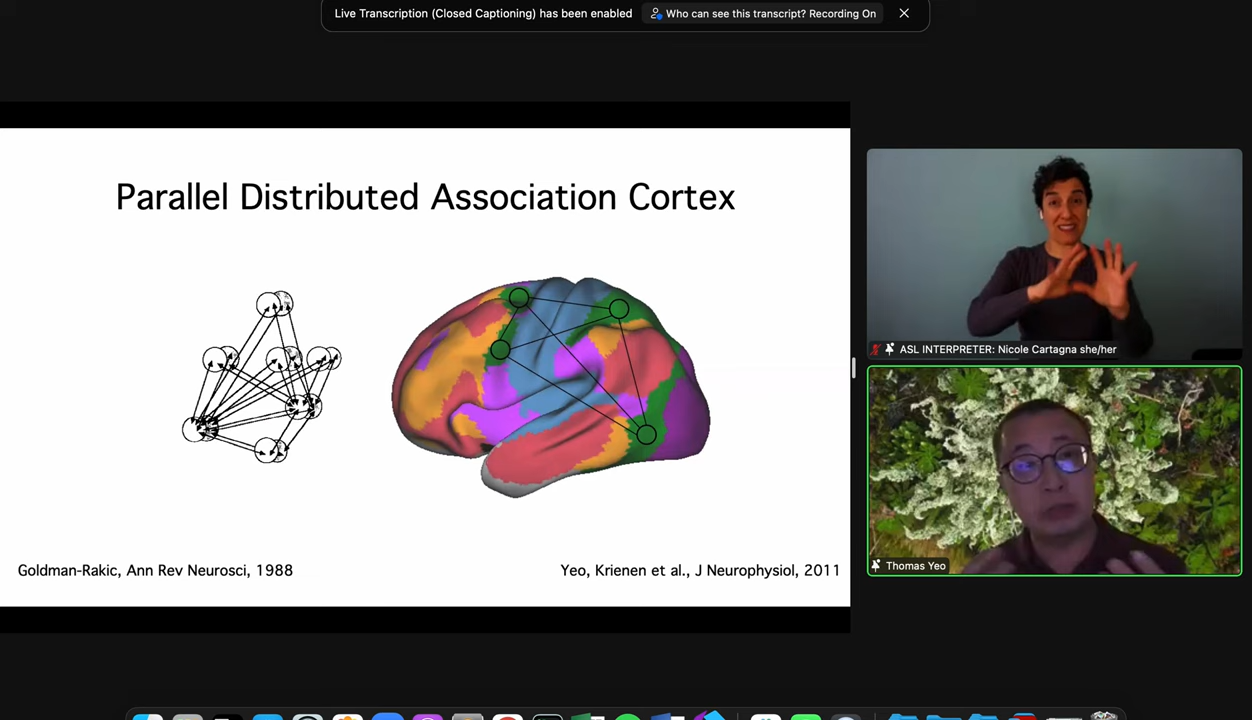 Live Transcription (Closed Captioning) has been enabled
Who can see this transcript? Recording On
Parallel Distributed Association Cortex
Goldman-Rakic, Ann Rev Neurosci, 1988
Yeo, Krienen et al., J Neurophysiol, 2011
ASL INTERPRETER: Nicole Cartagna she/her
Thomas Yeo